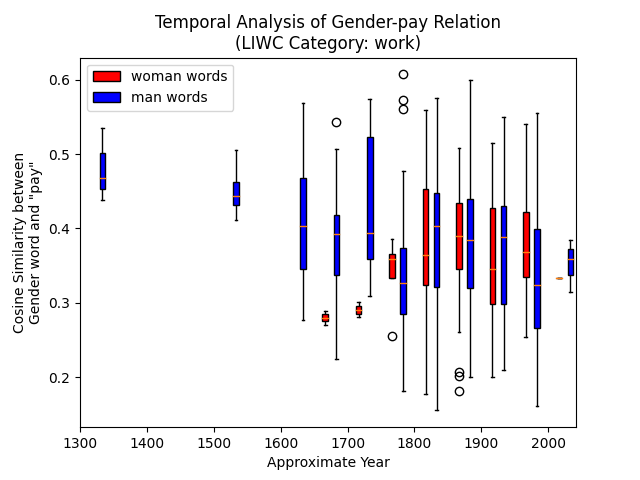 Temporal Analysis of Gender-pay Relation
(LIWC Category: work)
woman words
man words
Cosine Similarity between
Gender word and "pay"
0.6
0.5
0.4
0.3
0.2
1300 1400 1500 1600 1700 1800 1900 2000
Approximate Year